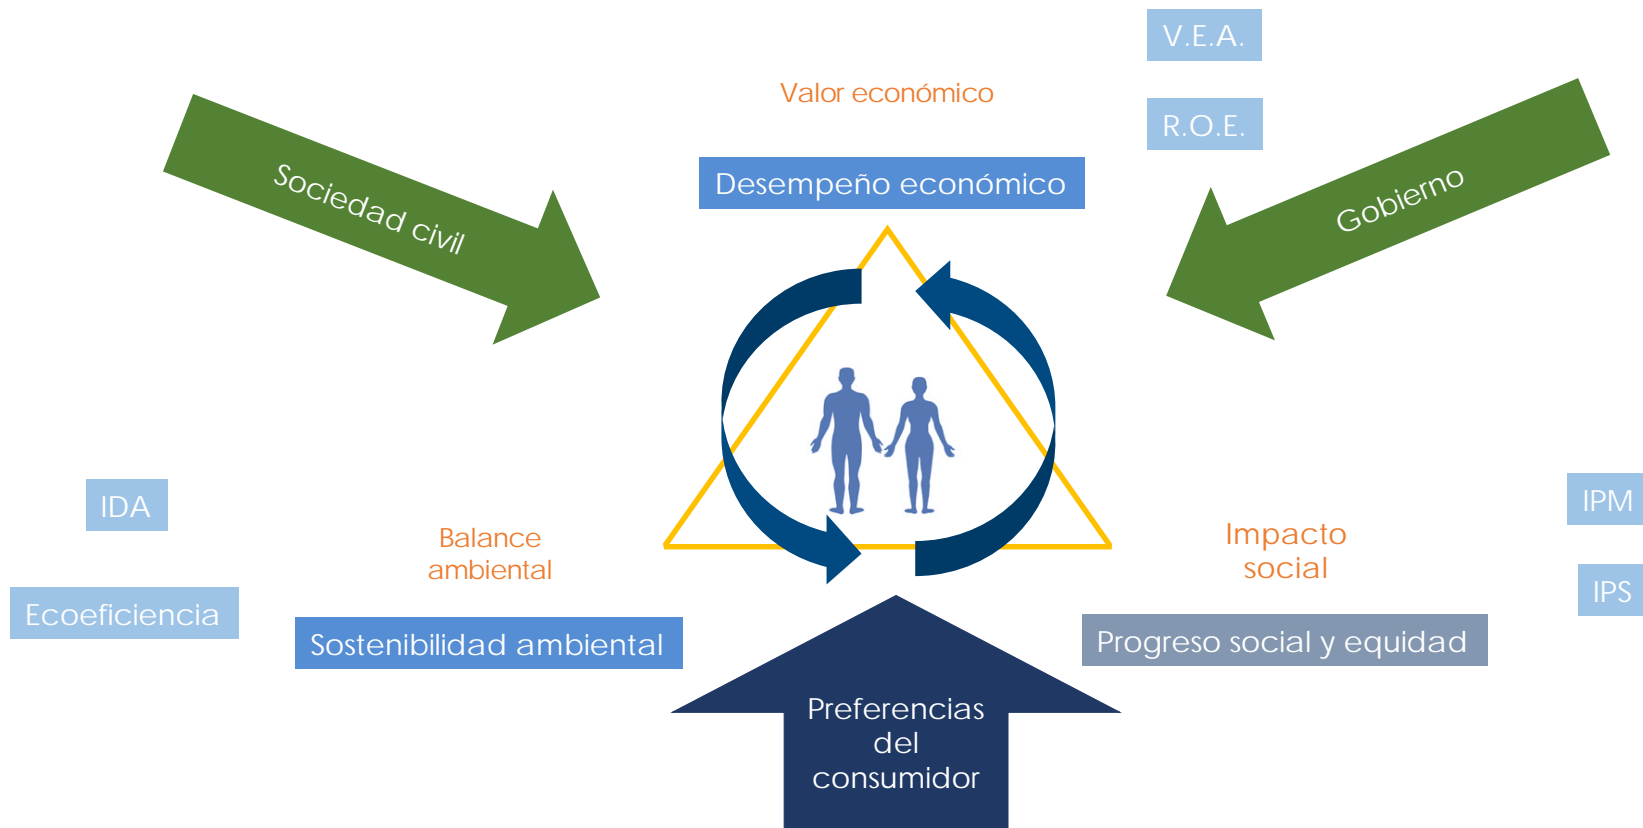 V.E.A.
Valor económico
R.O.E.
Sociedad civil
Desempeño económico
Gobierno
IDA
IPM
Balance
ambiental
Impacto
social
Ecoeficiencia
IPS
Sostenibilidad ambiental
Progreso social y equidad
Preferencias
del
consumidor